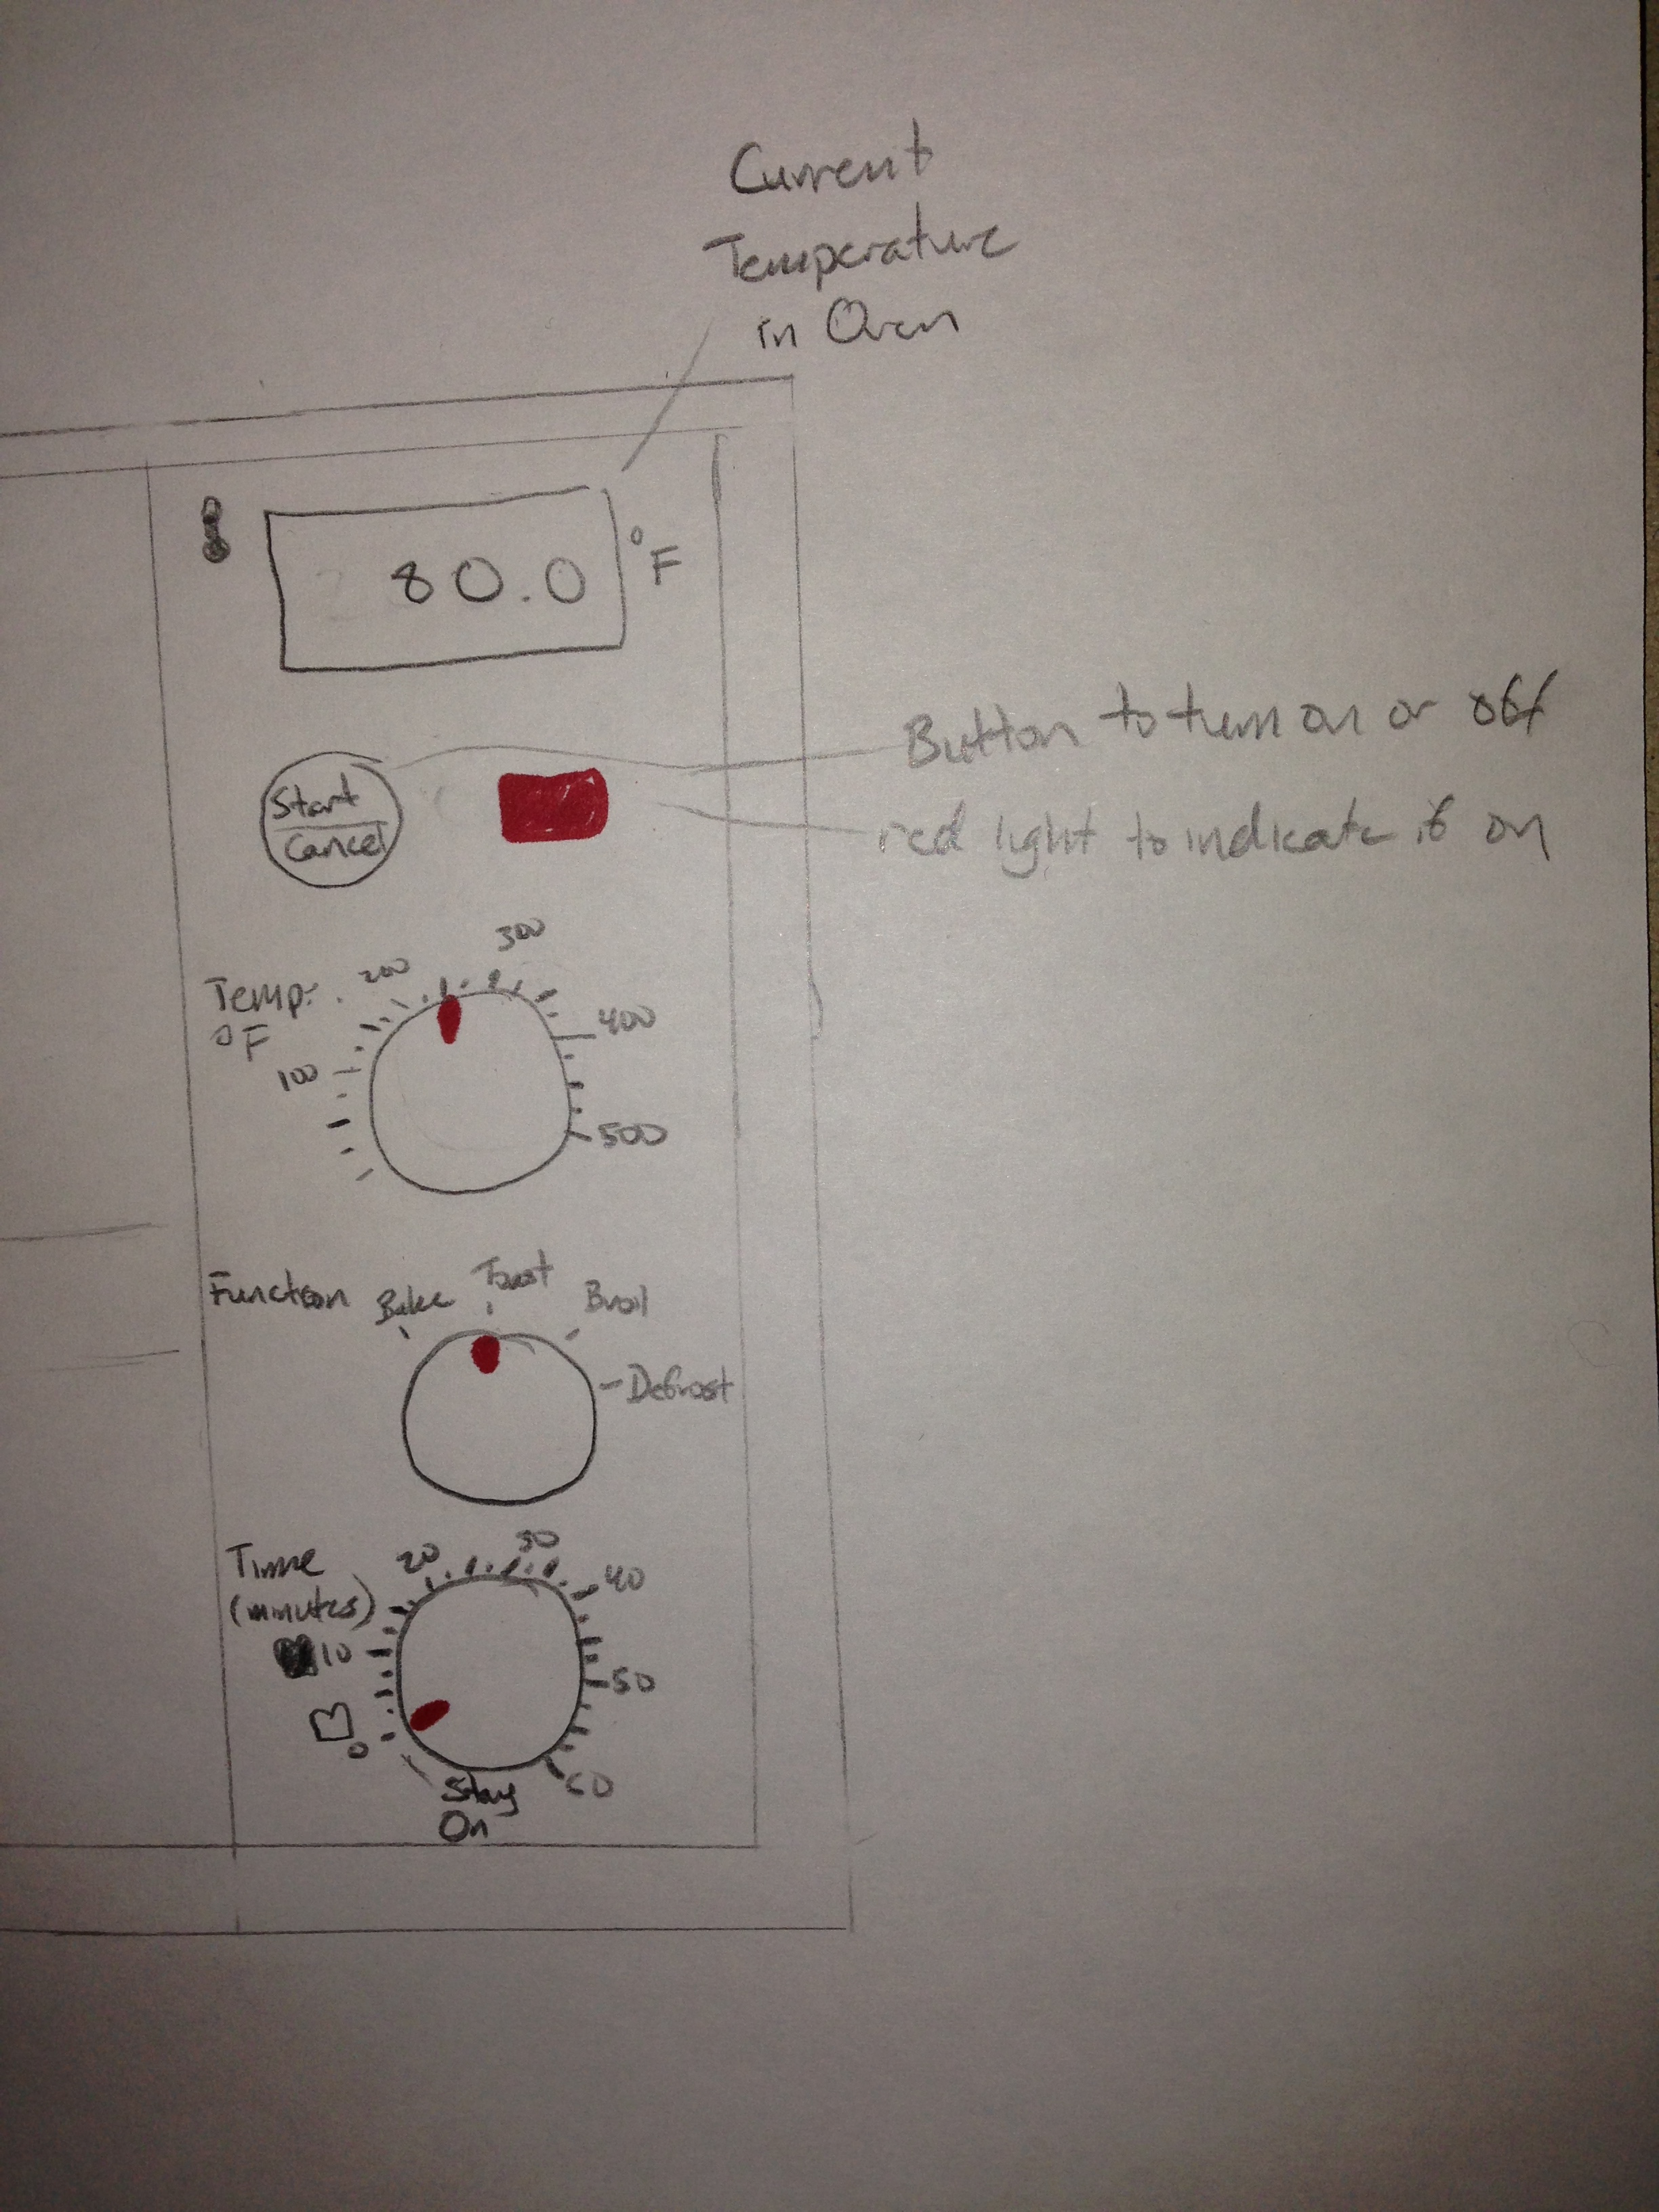 Current
Temperature
in Oven
80.0 °F
Start
Cancel
Button to turn on or off
red light to indicate if on
Temp.
°F
100
200
300
400
500
Function
Bake
Toast
Broil
Defrost
Time
(minutes)
0
10
20
30
40
50
60
Stay
On